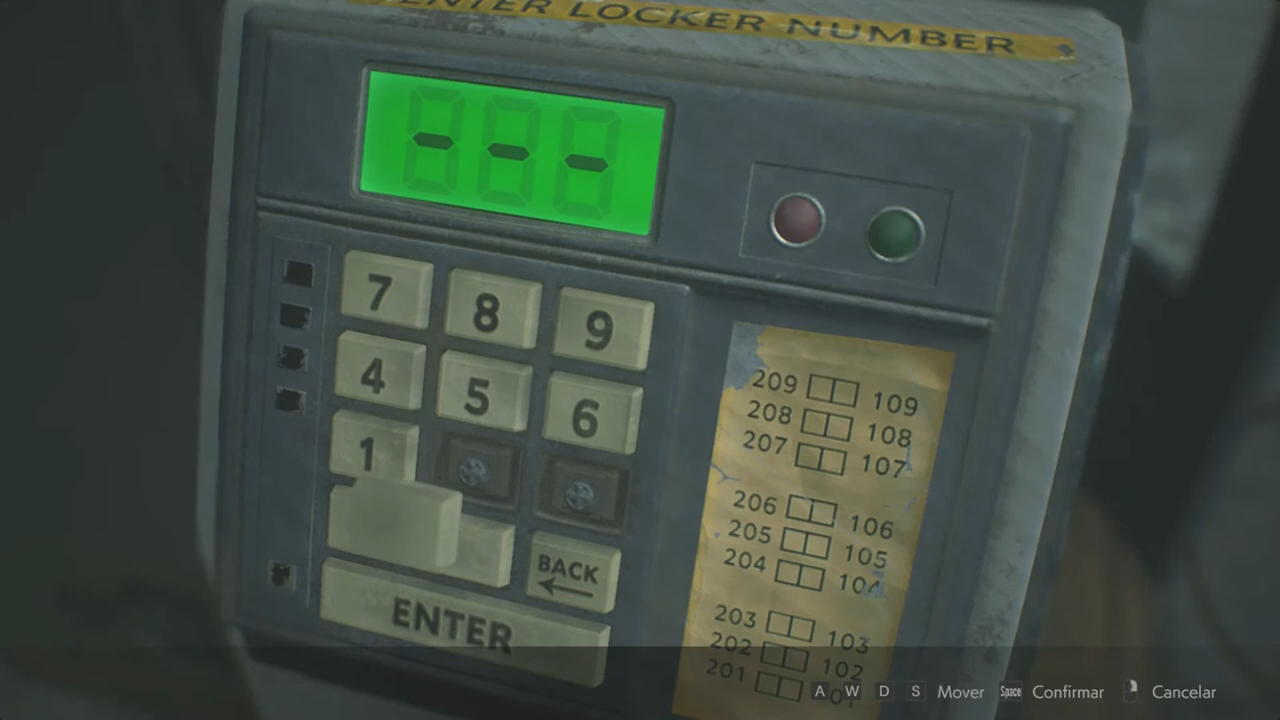 ENTER LOCKER NUMBER
- - -
7 8 9
4 5 6
1
BACK
ENTER
209 109
208 108
207 107
206 106
205 105
204 104
203 103
202 102
201
A W D S Mover Space Confirmar Cancelar